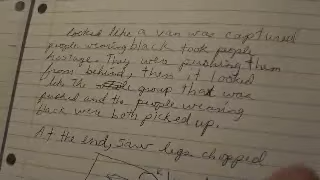 looked like a van was captured
people wearing black took people
hostage. They were pushing them
from behind, then it looked
like the group that was
pushed and the people wearing
black were both picked up.
At the end, I saw legs chopped